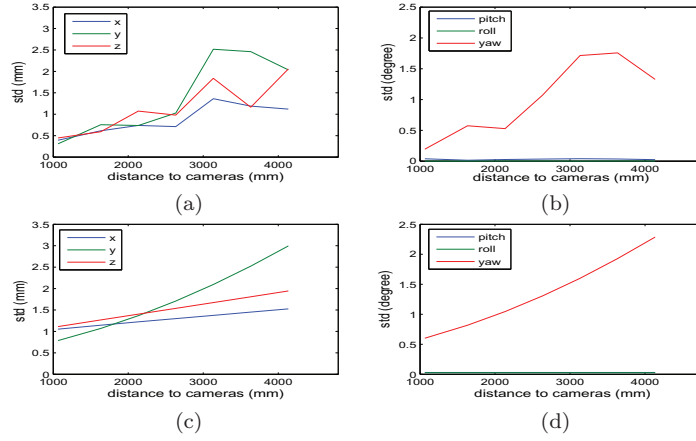 3.5
3
2.5
2
1.5
1
0.5
0
std (mm)
x
y
z
1000 2000 3000 4000
distance to cameras (mm)
(a)
2.5
2
1.5
1
0.5
0
std (degree)
pitch
roll
yaw
1000 2000 3000 4000
distance to cameras (mm)
(b)
3.5
3
2.5
2
1.5
1
0.5
0
std (mm)
x
y
z
1000 2000 3000 4000
distance to cameras (mm)
(c)
2.5
2
1.5
1
0.5
0
std (degree)
pitch
roll
yaw
1000 2000 3000 4000
distance to cameras (mm)
(d)